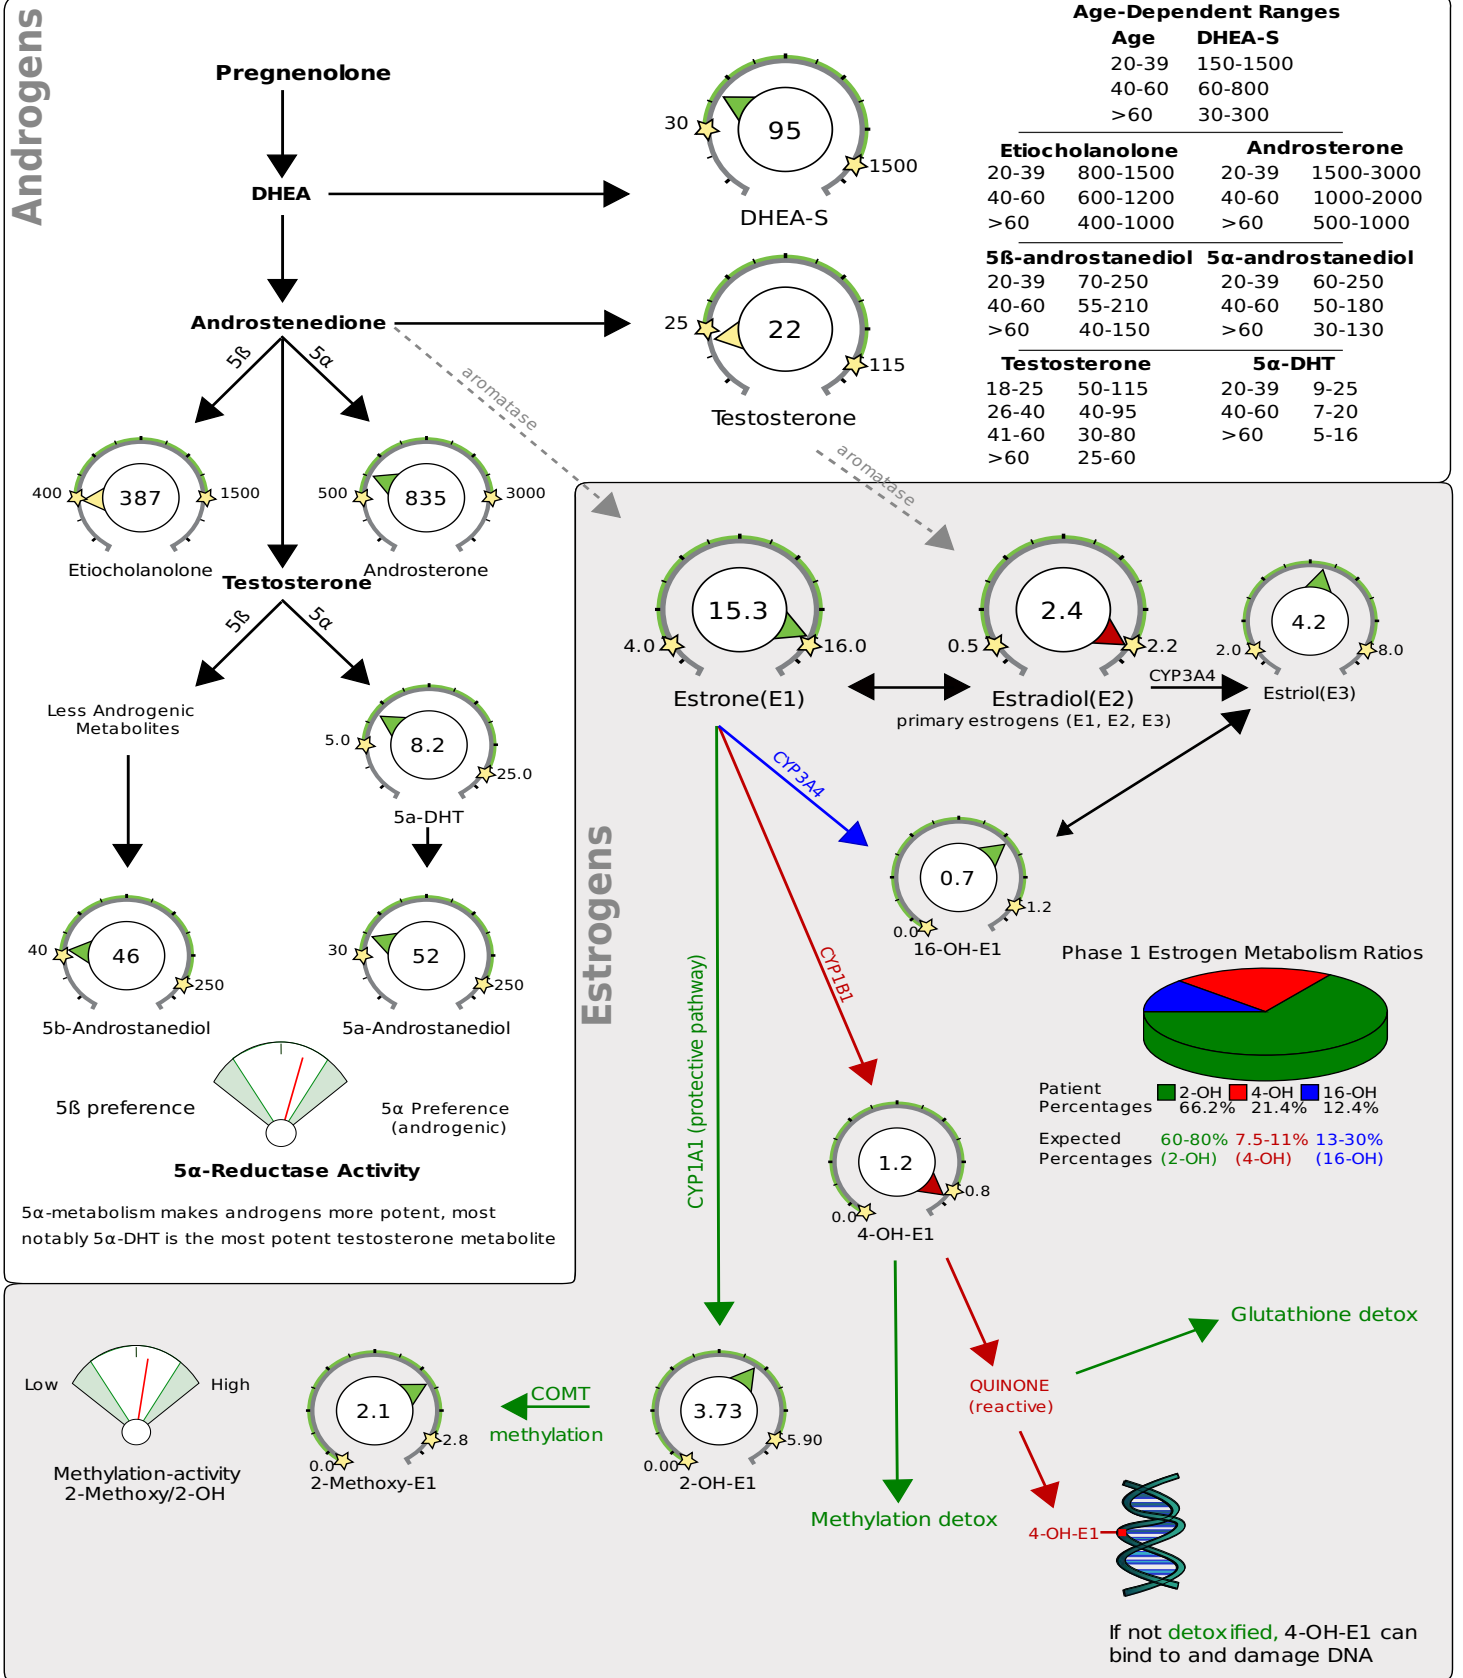 Androgens
Pregnenolone
DHEA
Androstenedione
5ß
5α
aromatase
30
95
1500
DHEA-S
25
22
115
Testosterone
aromatase
Age-Dependent Ranges
Age DHEA-S
20-39 150-1500
40-60 60-800
>60 30-300
Etiocholanolone Androsterone
20-39 800-1500 20-39 1500-3000
40-60 600-1200 40-60 1000-2000
>60 400-1000 >60 500-1000
5ß-androstanediol 5α-androstanediol
20-39 70-250 20-39 60-250
40-60 55-210 40-60 50-180
>60 40-150 >60 30-130
Testosterone 5α-DHT
18-25 50-115 20-39 9-25
26-40 40-95 40-60 7-20
41-60 30-80 >60 5-16
>60 25-60
400
387
1500
Etiocholanolone
500
835
3000
Androsterone
Testosterone
5ß
5α
Less Androgenic
Metabolites
5.0
8.2
25.0
5a-DHT
40
46
250
5b-Androstanediol
30
52
250
5a-Androstanediol
5ß preference
5α Preference
(androgenic)
5α-Reductase Activity
5α-metabolism makes androgens more potent, most
notably 5α-DHT is the most potent testosterone metabolite
Estrogens
4.0
15.3
16.0
Estrone(E1)
0.5
2.4
2.2
Estradiol(E2)
primary estrogens (E1, E2, E3)
CYP3A4
2.0
4.2
8.0
Estriol(E3)
CYP3A4
0.0
0.7
1.2
16-OH-E1
CYP1B1
CYP1A1 (protective pathway)
Phase 1 Estrogen Metabolism Ratios
Patient
Percentages
2-OH 4-OH 16-OH
66.2% 21.4% 12.4%
Expected
Percentages
60-80% 7.5-11% 13-30%
(2-OH) (4-OH) (16-OH)
0.0
1.2
0.8
4-OH-E1
Low
High
Methylation-activity
2-Methoxy/2-OH
0.0
2.1
2.8
2-Methoxy-E1
COMT
methylation
0.00
3.73
5.90
2-OH-E1
Methylation detox
QUINONE
(reactive)
Glutathione detox
4-OH-E1
If not detoxified, 4-OH-E1 can
bind to and damage DNA